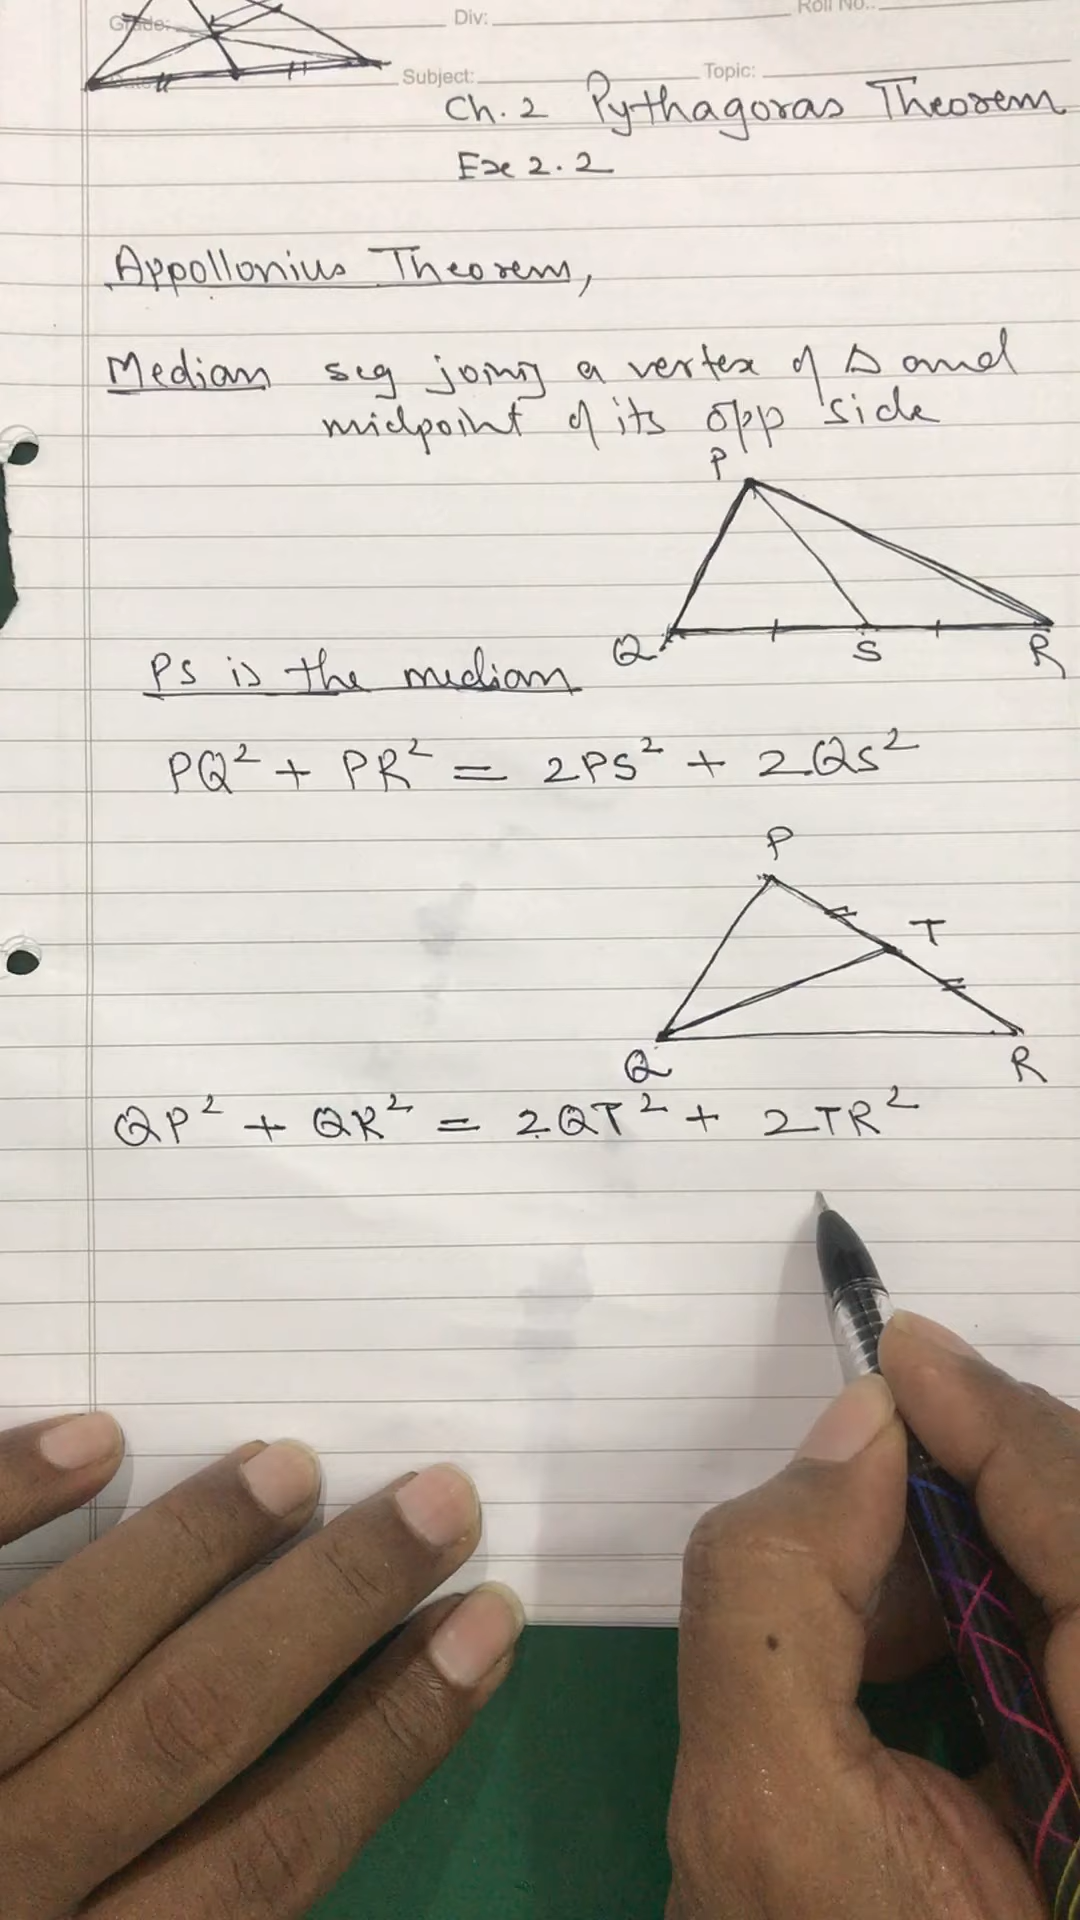 Grade:
Div:
Roll No.:
Subject:
Topic:
Ch. 2 Pythagoras Theorem
Ex 2.2
Appollonius Theorem,
Median seg joing a vertex of Δ and
midpoint of its opp side
P
Q S R
PS is the median
PQ² + PR² = 2PS² + 2QS²
P
T
Q R
QP² + QR² = 2QT² + 2TR²